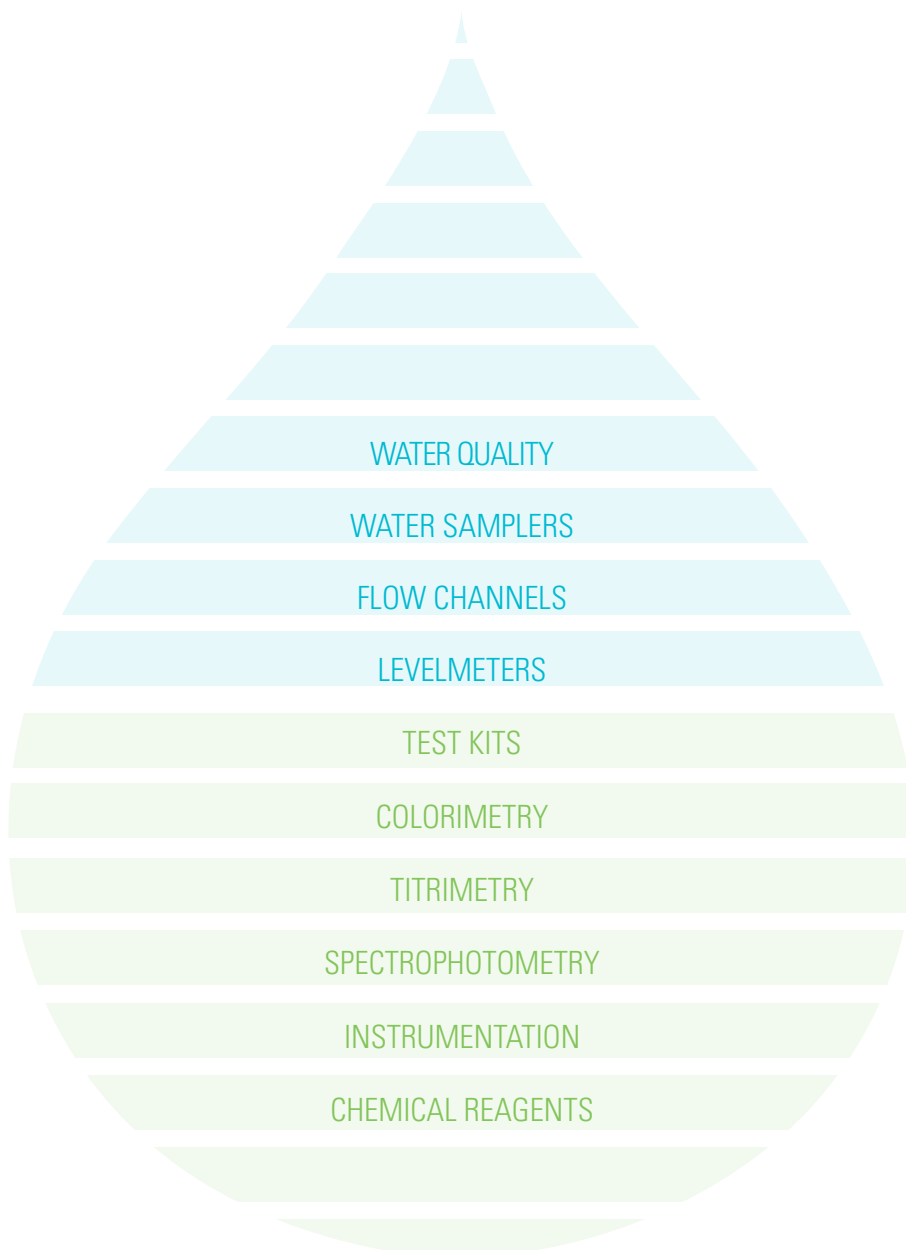 WATER QUALITY
WATER SAMPLERS
FLOW CHANNELS
LEVELMETERS
TEST KITS
COLORIMETRY
TITRIMETRY
SPECTROPHOTOMETRY
INSTRUMENTATION
CHEMICAL REAGENTS